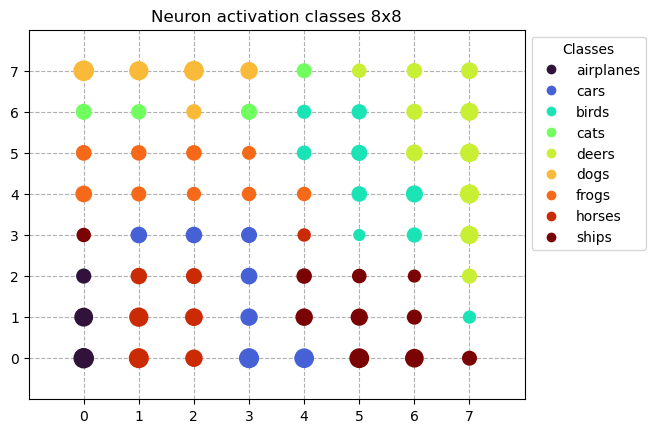 Neuron activation classes 8x8
Classes
airplanes
cars
birds
cats
deers
dogs
frogs
horses
ships
7
6
5
4
3
2
1
0
0 1 2 3 4 5 6 7